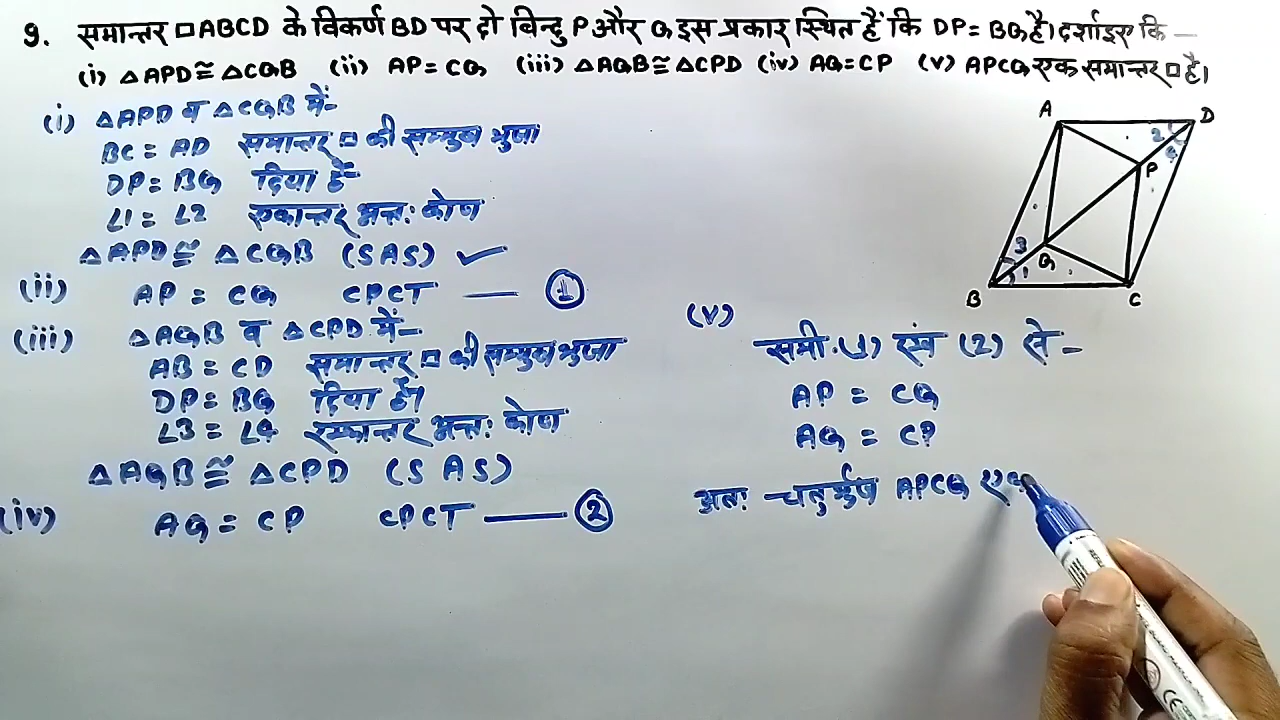 9. समान्तर □ABCD के विकर्ण BD पर दो बिन्दु P और Q इस प्रकार स्थित हैं कि DP = BQ है। दर्शाइए कि —
(i) △APD ≅ △CQB (ii) AP = CQ (iii) △AQB ≅ △CPD (iv) AQ = CP (v) APCQ एक समान्तर □ है।
(i) △APD व △CQB में-
BC = AD समान्तर □ की सम्मुख भुजा
DP = BQ दिया है
∠1 = ∠2 एकान्तर अन्तः कोण
△APD ≅ △CQB (SAS) ✓
(ii) AP = CQ CPCT — ①
(iii) △AQB व △CPD में-
AB = CD समान्तर □ की सम्मुख भुजा
DP = BQ दिया है।
∠3 = ∠4 एकान्तर अन्तः कोण
△AQB ≅ △CPD (SAS)
(iv) AQ = CP CPCT — ②
A
D
2
4
P
3
Q
1
B
C
(v)
समी. (1) एवं (2) से -
AP = CQ
AQ = CP
अतः चतुर्भुज APCQ एक